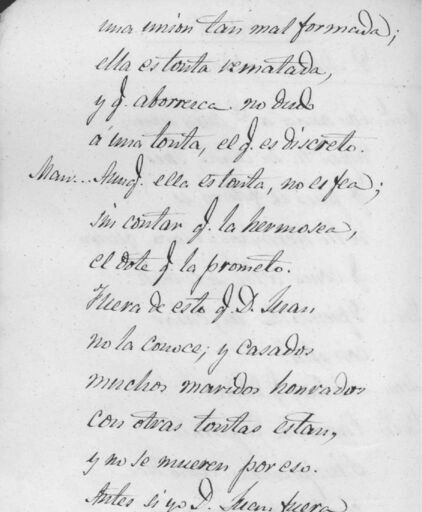 una union tan mal formada;
ella es tonta rematada,
y q. aborrezca no dudo
á una tonta, el q. es discreto.
Man... Aunq. ella es tonta, no es fea;
sin contar q. la hermosea,
el dote q. la prometo.
Fuera de esto q. D. Juan
no la conoce; y casados
muchos maridos honrados
con otras tontas estan,
y no se mueren por eso.
Antes si yo D. Juan fuera